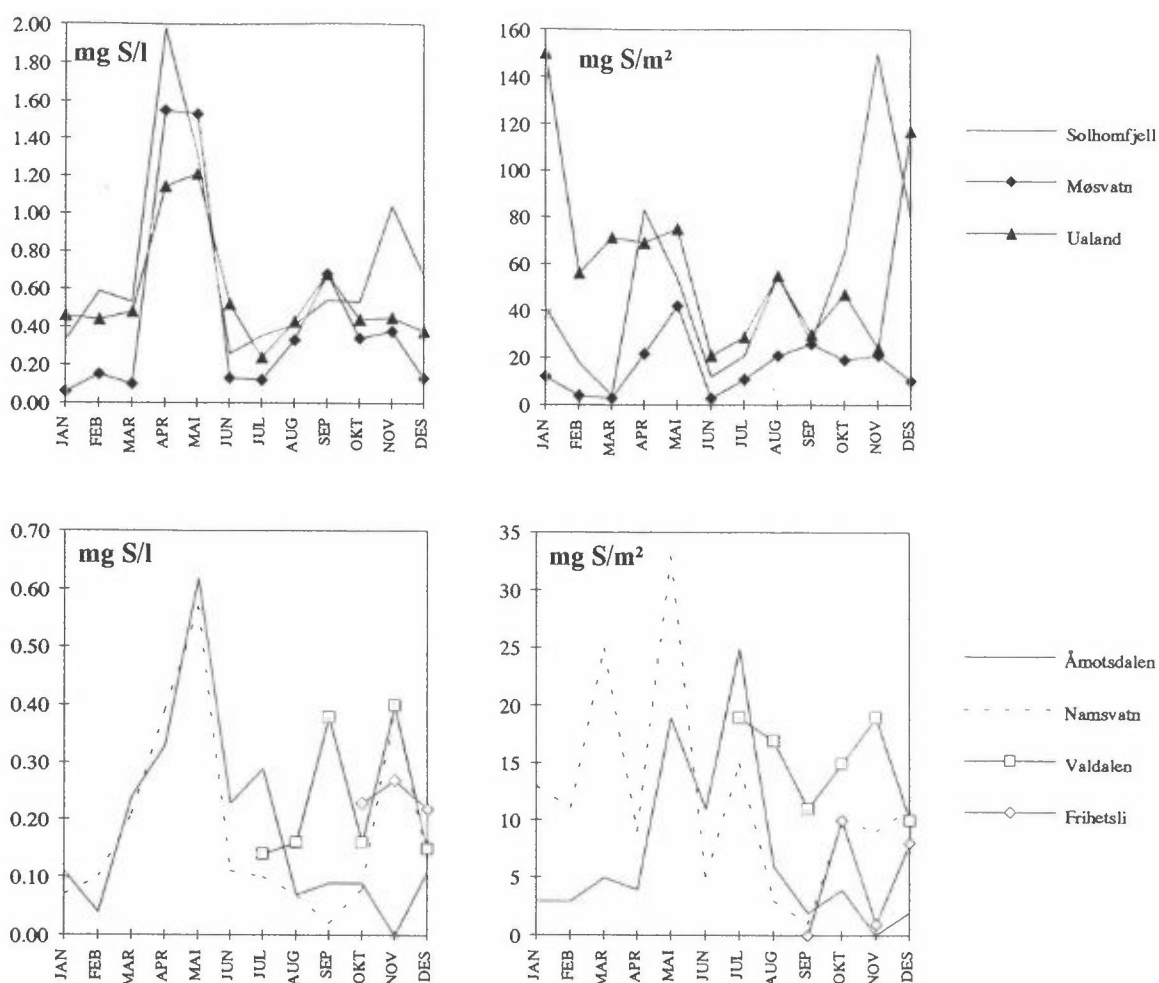 mg S/l
2.00
1.80
1.60
1.40
1.20
1.00
0.80
0.60
0.40
0.20
0.00
JAN FEB MAR APR MAI JUN JUL AUG SEP OKT NOV DES
mg S/m²
160
140
120
100
80
60
40
20
0
JAN FEB MAR APR MAI JUN JUL AUG SEP OKT NOV DES
Solhomfjell
Møsvatn
Ualand
mg S/l
0.70
0.60
0.50
0.40
0.30
0.20
0.10
0.00
JAN FEB MAR APR MAI JUN JUL AUG SEP OKT NOV DES
mg S/m²
35
30
25
20
15
10
5
0
JAN FEB MAR APR MAI JUN JUL AUG SEP OKT NOV DES
Åmotsdalen
Namsvatn
Valdalen
Frihetsli